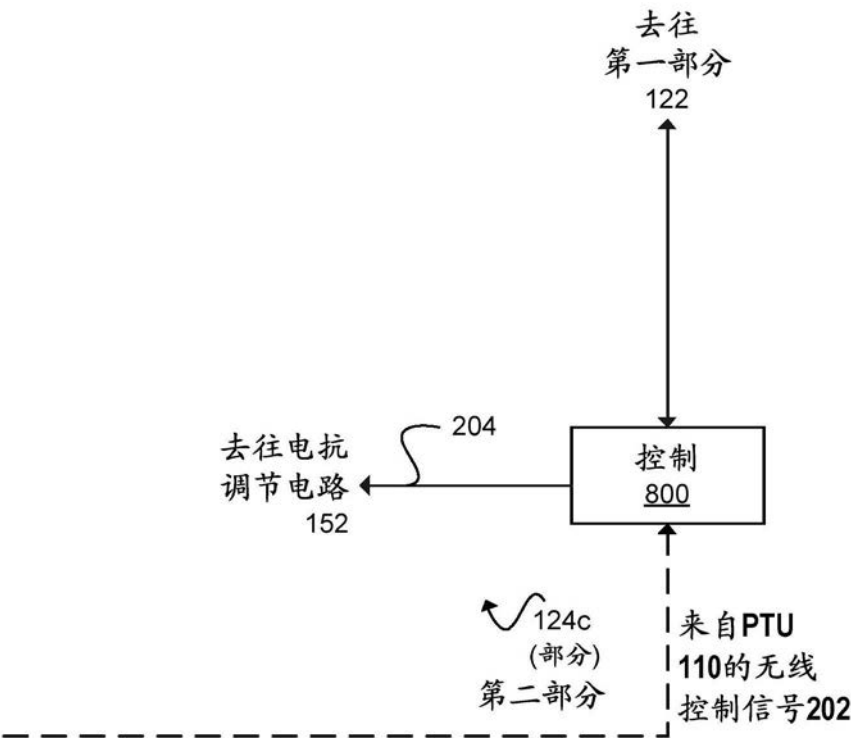 去往
第一部分
122
204
控制
800
去往电抗
调节电路
152
124c
(部分)
第二部分
来自PTU
110的无线
控制信号202